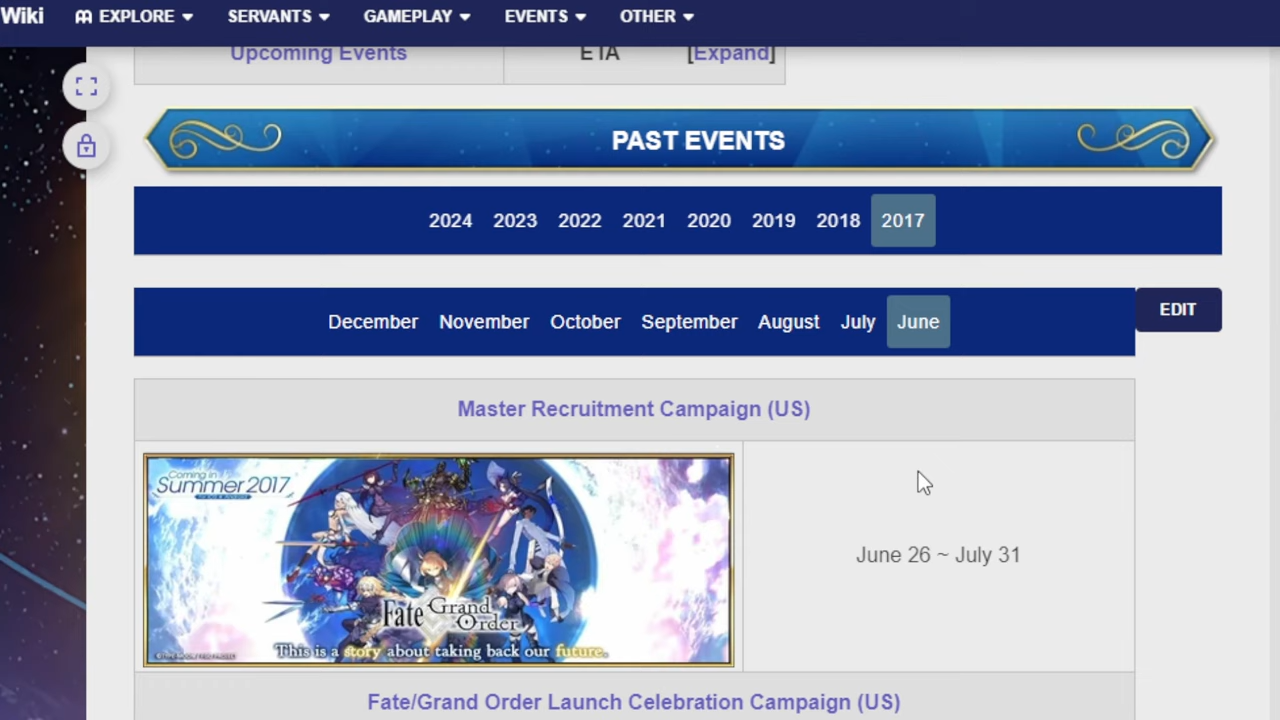 Wiki EXPLORE SERVANTS GAMEPLAY EVENTS OTHER
Upcoming Events ETA [Expand]
PAST EVENTS
2024 2023 2022 2021 2020 2019 2018 2017
December November October September August July June EDIT
Master Recruitment Campaign (US)
Coming in
Summer 2017
Fate Grand
Order
This is a story about taking back our future.
June 26 ~ July 31
Fate/Grand Order Launch Celebration Campaign (US)